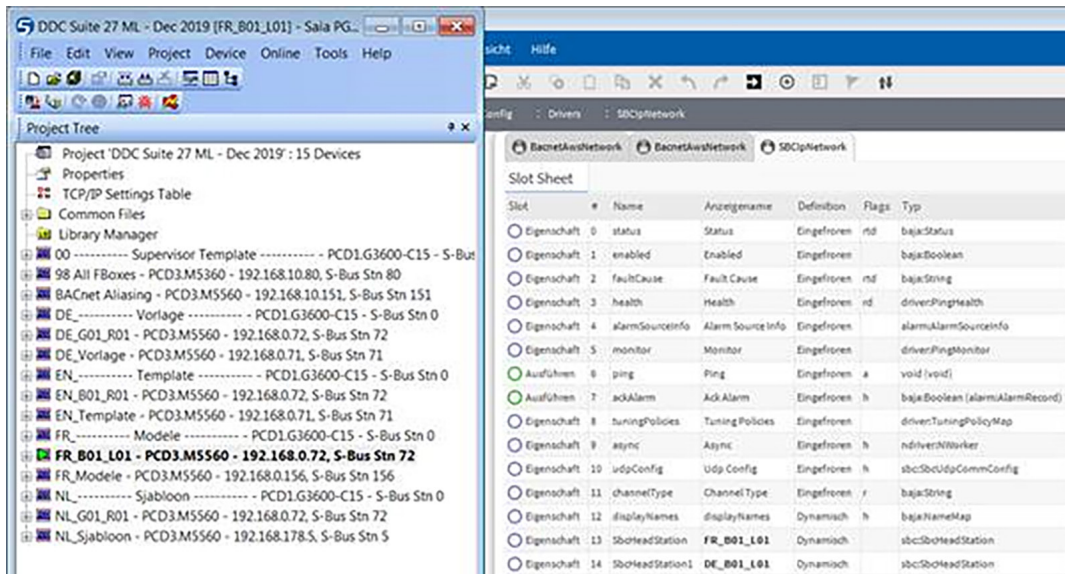 DDC Suite 27 ML - Dec 2019 [FR_B01_L01] - Saia PG...
File Edit View Project Device Online Tools Help
Project Tree
Project 'DDC Suite 27 ML - Dec 2019' : 15 Devices
Properties
TCP/IP Settings Table
Common Files
Library Manager
00 ---------- Supervisor Template ---------- - PCD1.G3600-C15 - S-Bus
98 All FBoxes - PCD3.M5360 - 192.168.10.80, S-Bus Stn 80
BACnet Aliasing - PCD3.M5560 - 192.168.10.151, S-Bus Stn 151
DE_---------- Vorlage ---------- - PCD1.G3600-C15 - S-Bus Stn 0
DE_G01_R01 - PCD3.M5560 - 192.168.0.72, S-Bus Stn 72
DE_Vorlage - PCD3.M5560 - 192.168.0.71, S-Bus Stn 71
EN_---------- Template ---------- - PCD1.G3600-C15 - S-Bus Stn 0
EN_B01_R01 - PCD3.M5560 - 192.168.0.72, S-Bus Stn 72
EN_Template - PCD3.M5560 - 192.168.0.71, S-Bus Stn 71
FR_---------- Modele ---------- - PCD1.G3600-C15 - S-Bus Stn 0
FR_B01_L01 - PCD3.M5560 - 192.168.0.72, S-Bus Stn 72
FR_Modele - PCD3.M5560 - 192.168.0.156, S-Bus Stn 156
NL_---------- Sjabloon ---------- - PCD1.G3600-C15 - S-Bus Stn 0
NL_G01_R01 - PCD3.M5560 - 192.168.0.72, S-Bus Stn 72
NL_Sjabloon - PCD3.M5560 - 192.168.178.5, S-Bus Stn 5
sicht Hilfe
onfig : Drivers : SBCIpNetwork
BacnetAwsNetwork BacnetAwsNetwork SBCIpNetwork
Slot Sheet
Slot # Name Anzeigename Definition Flags Typ
Eigenschaft 0 status Status Eingefroren rtd baja:Status
Eigenschaft 1 enabled Enabled Eingefroren baja:Boolean
Eigenschaft 2 faultCause Fault Cause Eingefroren rtd baja:String
Eigenschaft 3 health Health Eingefroren rd driver:PingHealth
Eigenschaft 4 alarmSourceInfo Alarm Source Info Eingefroren alarm:AlarmSourceInfo
Eigenschaft 5 monitor Monitor Eingefroren driver:PingMonitor
Ausführen 6 ping Ping Eingefroren a void (void)
Ausführen 7 ackAlarm Ack Alarm Eingefroren h baja:Boolean (alarm:AlarmRecord)
Eigenschaft 8 tuningPolicies Tuning Policies Eingefroren driver:TuningPolicyMap
Eigenschaft 9 async Async Eingefroren h ndriver:NWorker
Eigenschaft 10 udpConfig Udp Config Eingefroren h sbc:SbcUdpCommConfig
Eigenschaft 11 channelType Channel Type Eingefroren r baja:String
Eigenschaft 12 displayNames displayNames Dynamisch h baja:NameMap
Eigenschaft 13 SbcHeadStation FR_B01_L01 Dynamisch sbc:SbcHeadStation
Eigenschaft 14 SbcHeadStation1 DE_B01_L01 Dynamisch sbc:SbcHeadStation